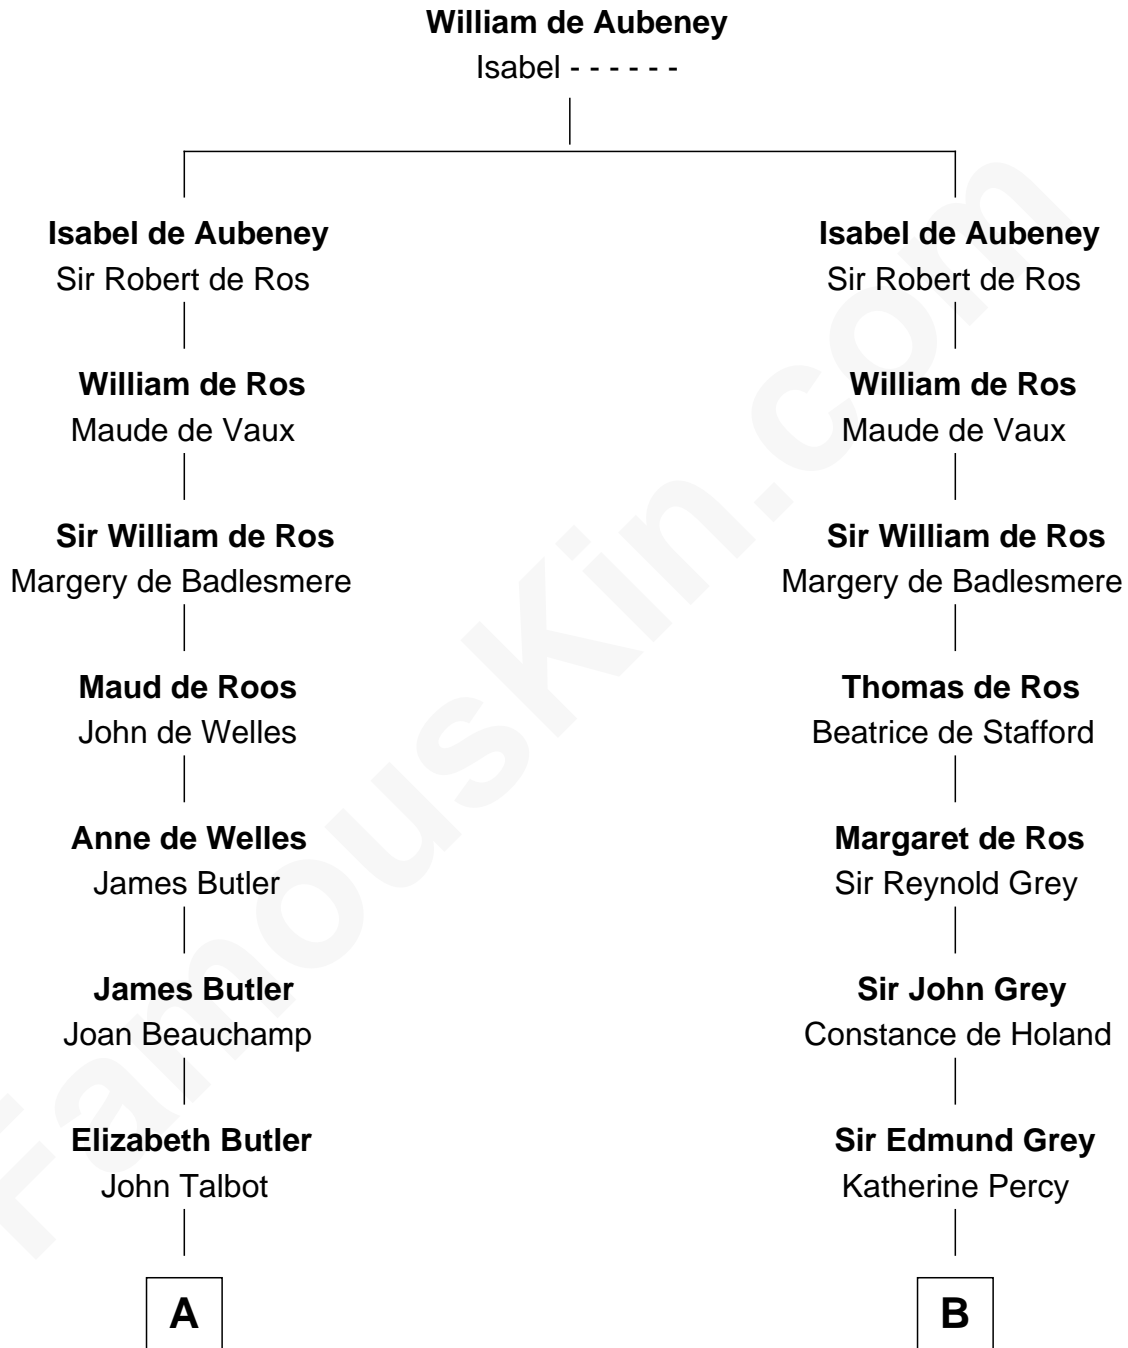 William de Aubeney
Isabel - - - - - -
Isabel de Aubeney
Sir Robert de Ros
William de Ros
Maude de Vaux
Sir William de Ros
Margery de Badlesmere
Maud de Roos
John de Welles
Anne de Welles
James Butler
James Butler
Joan Beauchamp
Elizabeth Butler
John Talbot
A
Isabel de Aubeney
Sir Robert de Ros
William de Ros
Maude de Vaux
Sir William de Ros
Margery de Badlesmere
Thomas de Ros
Beatrice de Stafford
Margaret de Ros
Sir Reynold Grey
Sir John Grey
Constance de Holand
Sir Edmund Grey
Katherine Percy
B
FamousKin.com